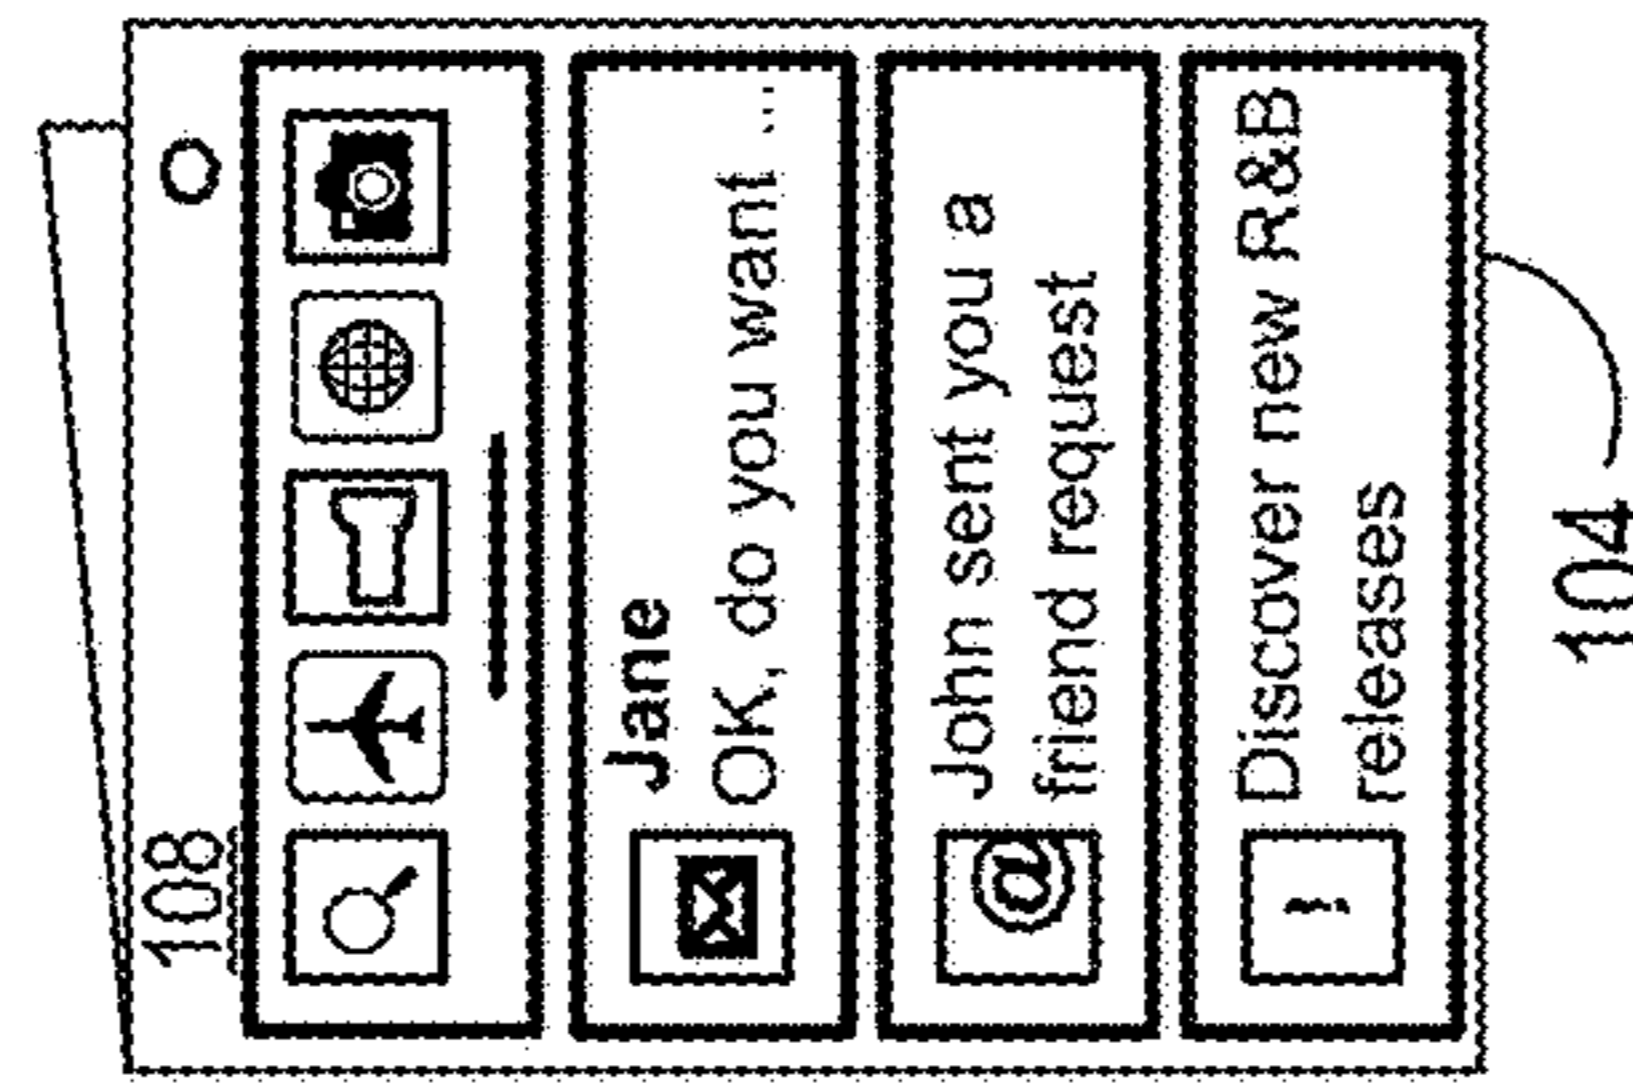 108
Jane
OK, do you want ...
@
John sent you a
friend request
!
Discover new R&B
releases
104